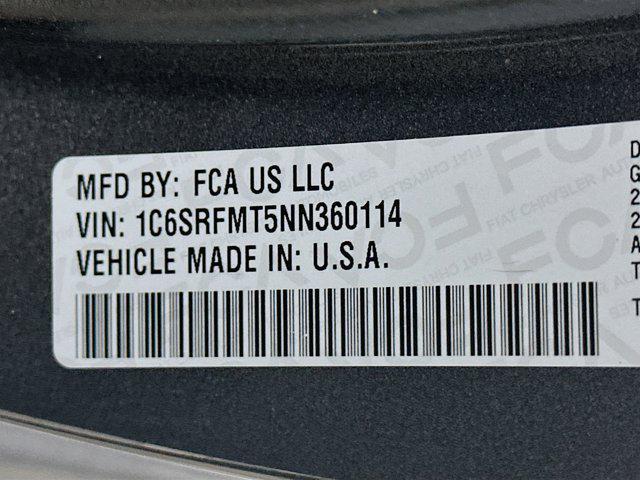 MFD BY: FCA US LLC
VIN: 1C6SRFMT5NN360114
VEHICLE MADE IN: U.S.A.